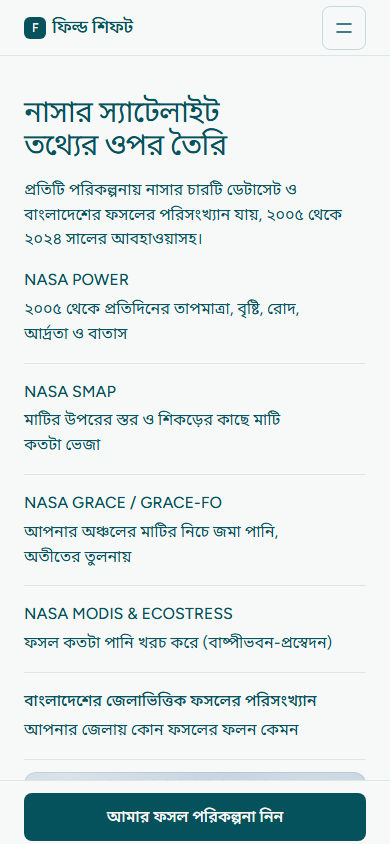 F ফিল্ড শিফট
নাসার স্যাটেলাইট
তথ্যের ওপর তৈরি
প্রতিটি পরিকল্পনায় নাসার চারটি ডেটাসেট ও
বাংলাদেশের ফসলের পরিসংখ্যান যায়, ২০০৫ থেকে
২০২৪ সালের আবহাওয়াসহ।
NASA POWER
২০০৫ থেকে প্রতিদিনের তাপমাত্রা, বৃষ্টি, রোদ,
আর্দ্রতা ও বাতাস
NASA SMAP
মাটির উপরের স্তর ও শিকড়ের কাছে মাটি
কতটা ভেজা
NASA GRACE / GRACE-FO
আপনার অঞ্চলের মাটির নিচে জমা পানি,
অতীতের তুলনায়
NASA MODIS & ECOSTRESS
ফসল কতটা পানি খরচ করে (বাষ্পীভবন-প্রস্বেদন)
বাংলাদেশের জেলাভিত্তিক ফসলের পরিসংখ্যান
আপনার জেলায় কোন ফসলের ফলন কেমন
আমার ফসল পরিকল্পনা নিন